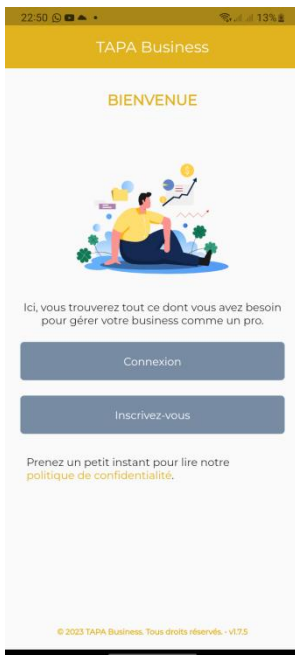 22:50
13%
TAPA Business
BIENVENUE
Ici, vous trouverez tout ce dont vous avez besoin
pour gérer votre business comme un pro.
Connexion
Inscrivez-vous
Prenez un petit instant pour lire notre
politique de confidentialité.
© 2023 TAPA Business. Tous droits réservés. - v1.7.5